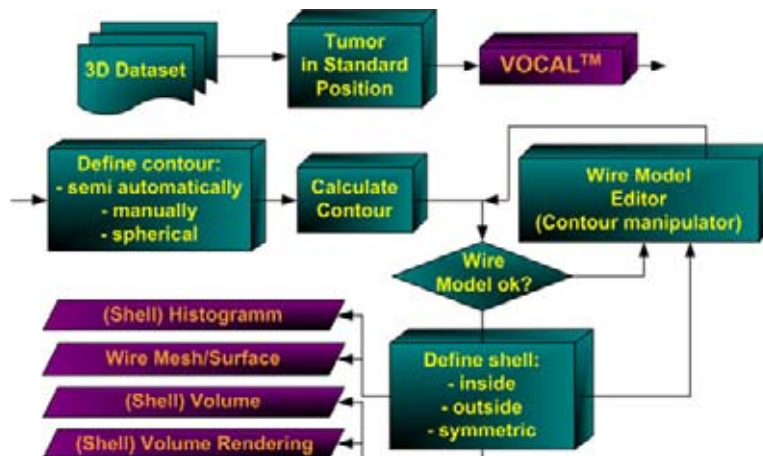 3D Dataset
Tumor
in Standard
Position
VOCAL™
Define contour:
- semi automatically
- manually
- spherical
Calculate
Contour
Wire Model
Editor
(Contour manipulator)
Wire
Model ok?
(Shell) Histogramm
Wire Mesh/Surface
(Shell) Volume
(Shell) Volume Rendering
Define shell:
- inside
- outside
- symmetric